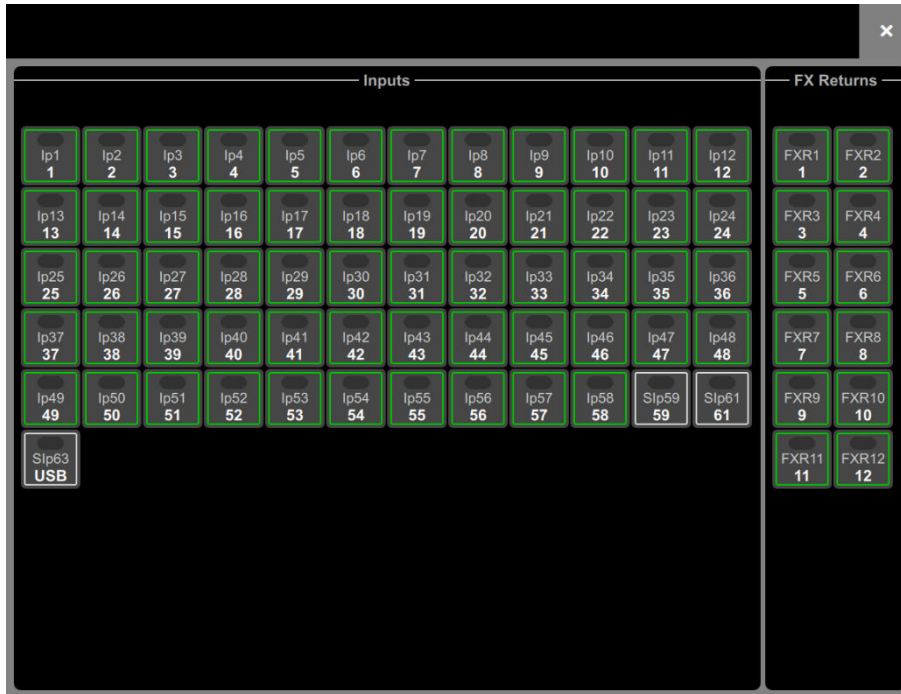 ×
Inputs
FX Returns
Ip1 Ip2 Ip3 Ip4 Ip5 Ip6 Ip7 Ip8 Ip9 Ip10 Ip11 Ip12
1 2 3 4 5 6 7 8 9 10 11 12
Ip13 Ip14 Ip15 Ip16 Ip17 Ip18 Ip19 Ip20 Ip21 Ip22 Ip23 Ip24
13 14 15 16 17 18 19 20 21 22 23 24
Ip25 Ip26 Ip27 Ip28 Ip29 Ip30 Ip31 Ip32 Ip33 Ip34 Ip35 Ip36
25 26 27 28 29 30 31 32 33 34 35 36
Ip37 Ip38 Ip39 Ip40 Ip41 Ip42 Ip43 Ip44 Ip45 Ip46 Ip47 Ip48
37 38 39 40 41 42 43 44 45 46 47 48
Ip49 Ip50 Ip51 Ip52 Ip53 Ip54 Ip55 Ip56 Ip57 Ip58 SIp59 SIp61
49 50 51 52 53 54 55 56 57 58 59 61
SIp63
USB
FXR1 FXR2
1 2
FXR3 FXR4
3 4
FXR5 FXR6
5 6
FXR7 FXR8
7 8
FXR9 FXR10
9 10
FXR11 FXR12
11 12